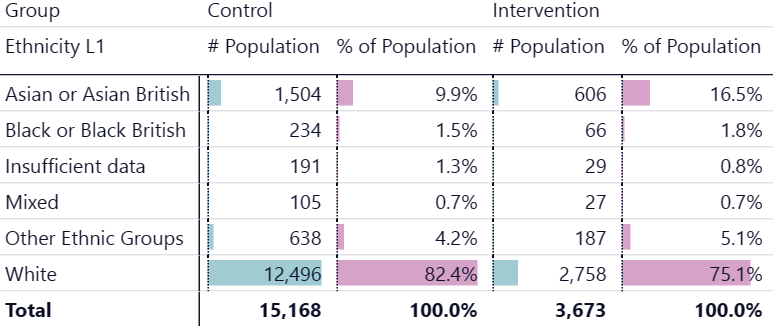 Group Control Intervention
Ethnicity L1 # Population % of Population # Population % of Population
Asian or Asian British 1,504 9.9% 606 16.5%
Black or Black British 234 1.5% 66 1.8%
Insufficient data 191 1.3% 29 0.8%
Mixed 105 0.7% 27 0.7%
Other Ethnic Groups 638 4.2% 187 5.1%
White 12,496 82.4% 2,758 75.1%
Total 15,168 100.0% 3,673 100.0%